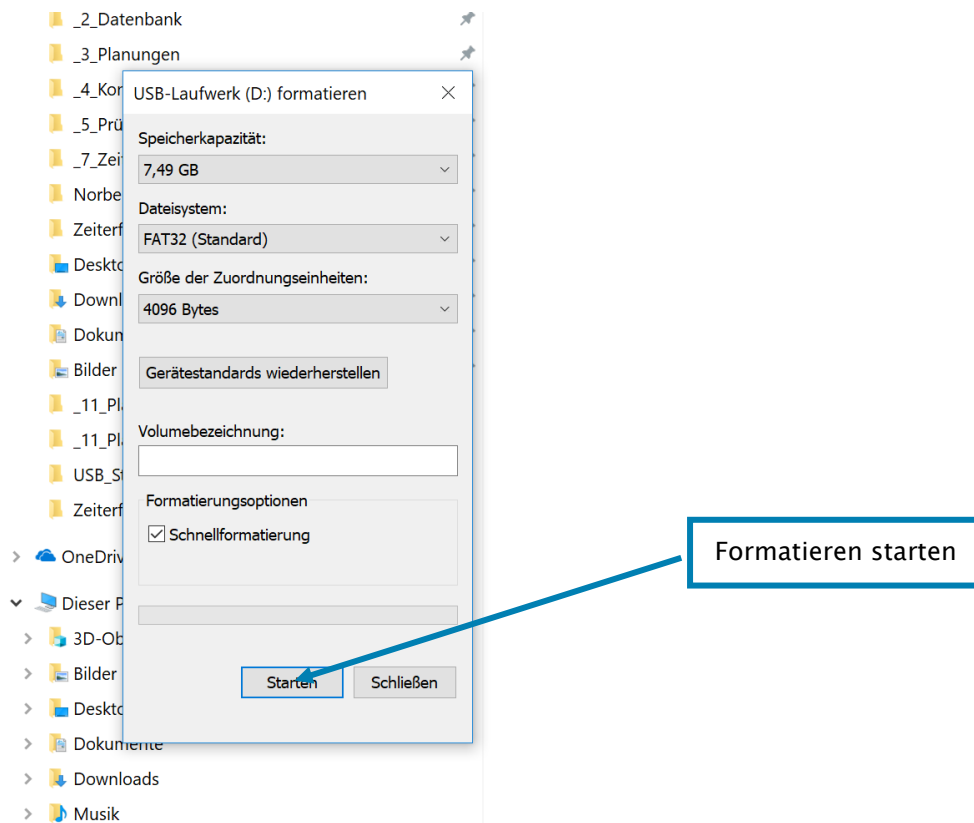 _2_Datenbank
_3_Planungen
_4_Kor
_5_Prü
_7_Zei
Norbe
Zeiterf
Deskto
Downl
Dokum
Bilder
_11_Pl
_11_Pl
USB_St
Zeiterf
OneDriv
Dieser P
3D-Ob
Bilder
Deskto
Dokumente
Downloads
Musik
USB-Laufwerk (D:) formatieren
Speicherkapazität:
7,49 GB
Dateisystem:
FAT32 (Standard)
Größe der Zuordnungseinheiten:
4096 Bytes
Gerätestandards wiederherstellen
Volumebezeichnung:
Formatierungsoptionen
Schnellformatierung
Starten
Schließen
Formatieren starten